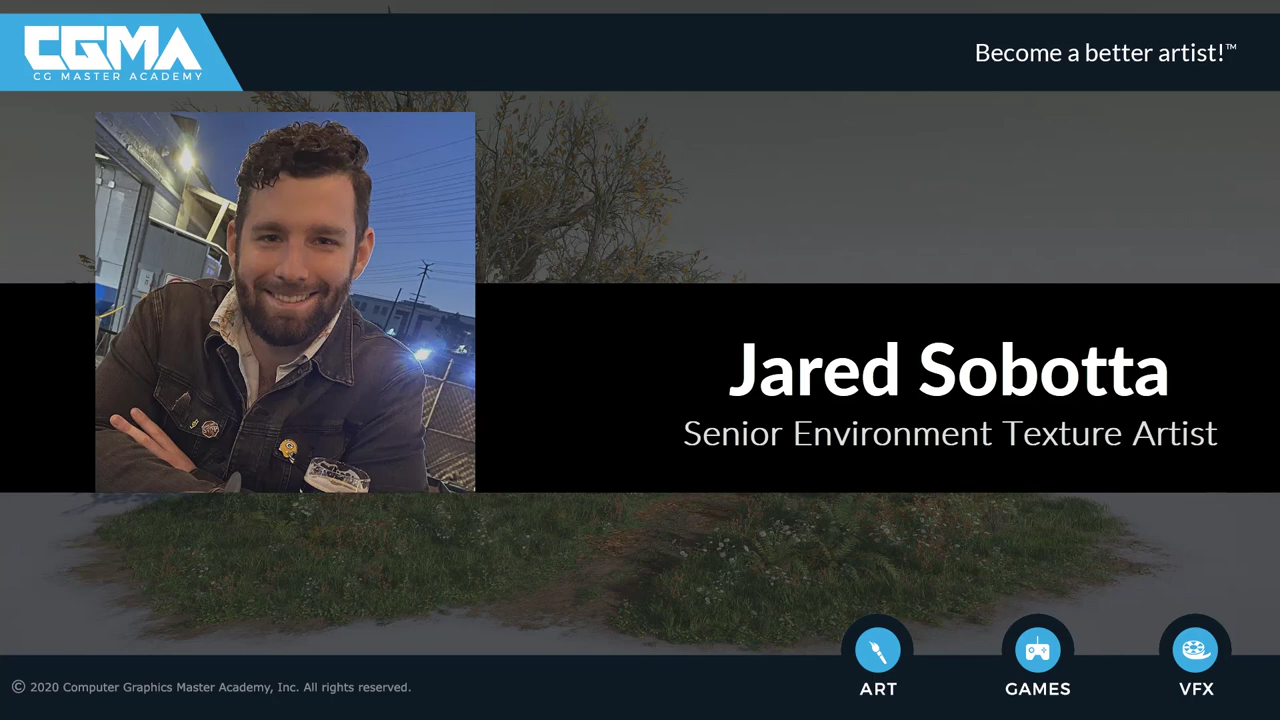 CGMA
CG MASTER ACADEMY
Become a better artist!™
Jared Sobotta
Senior Environment Texture Artist
ART
GAMES
VFX
© 2020 Computer Graphics Master Academy, Inc. All rights reserved.